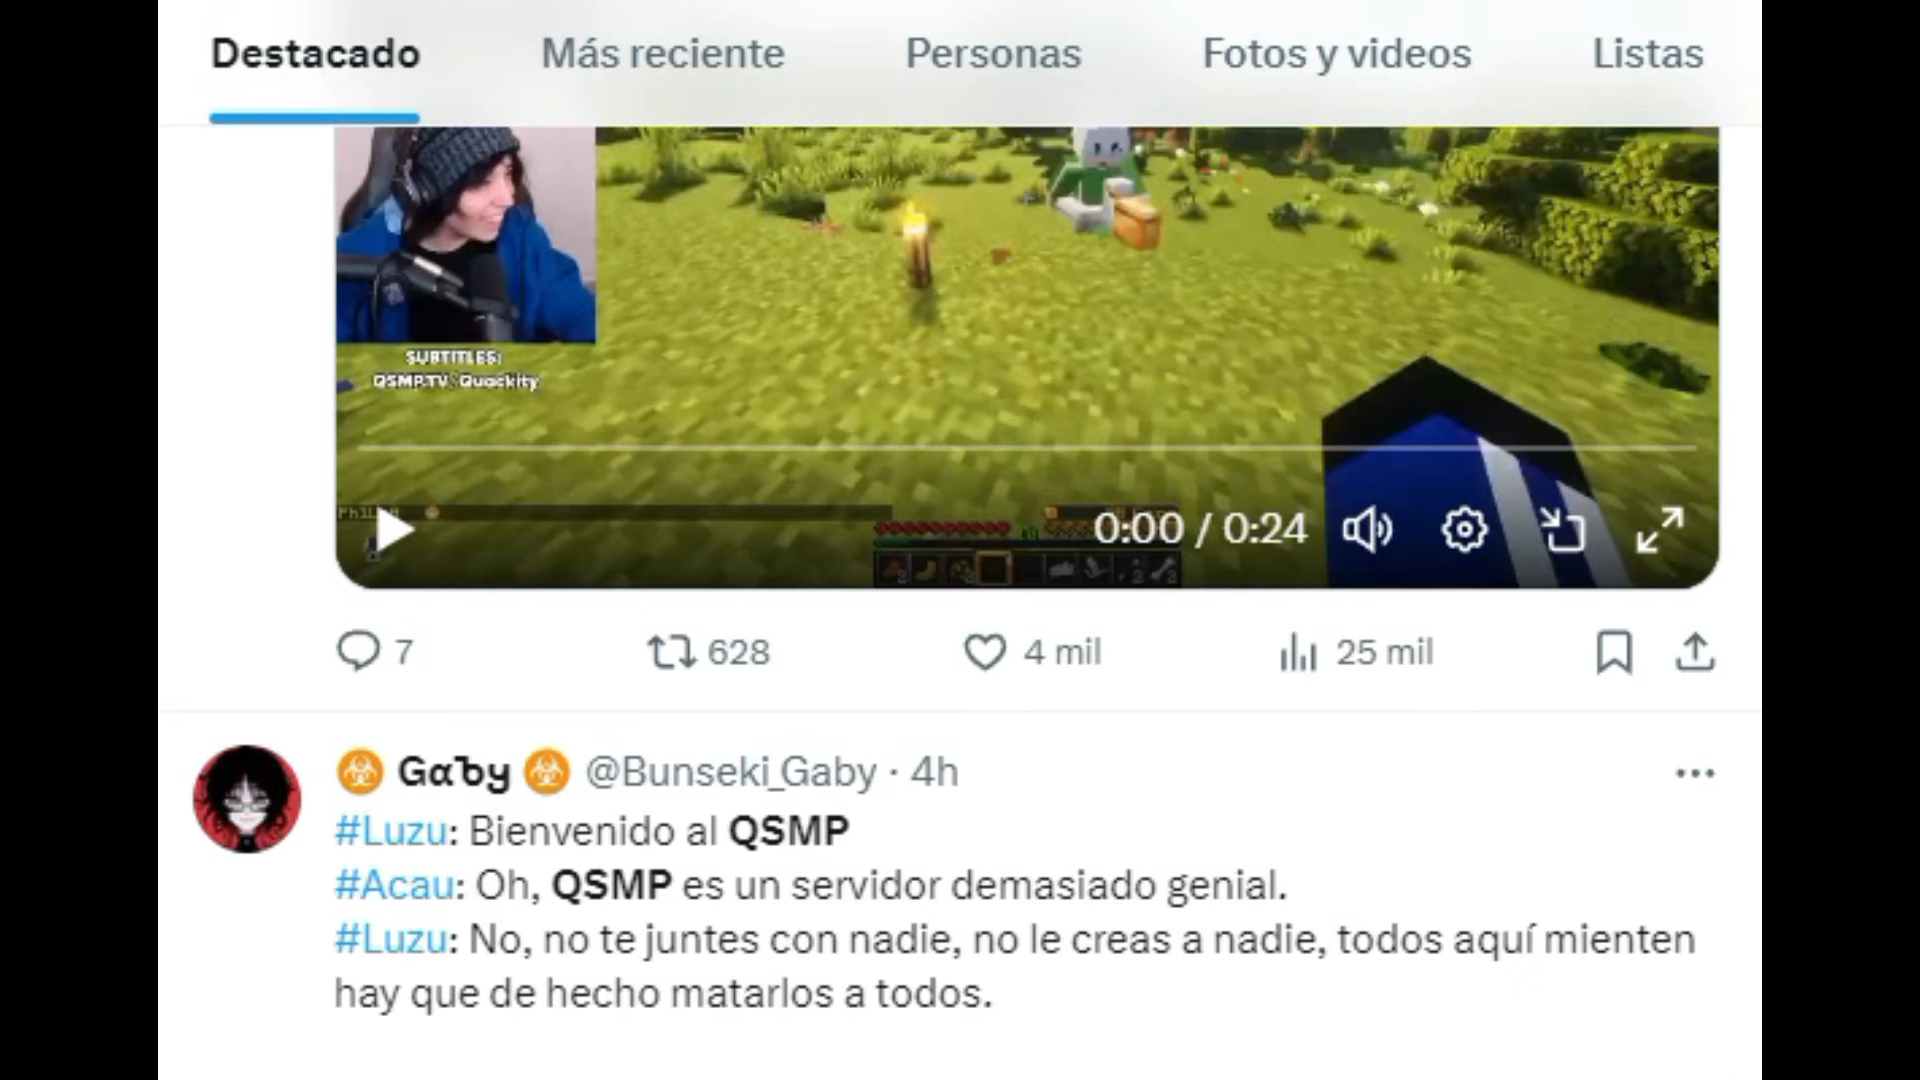 Destacado Más reciente Personas Fotos y videos Listas
SUBTITLES:
QSMP.TV/Quackity
0:00 / 0:24
7 628 4 mil 25 mil
Gαby @Bunseki_Gaby · 4h
#Luzu: Bienvenido al QSMP
#Acau: Oh, QSMP es un servidor demasiado genial.
#Luzu: No, no te juntes con nadie, no le creas a nadie, todos aquí mienten
hay que de hecho matarlos a todos.